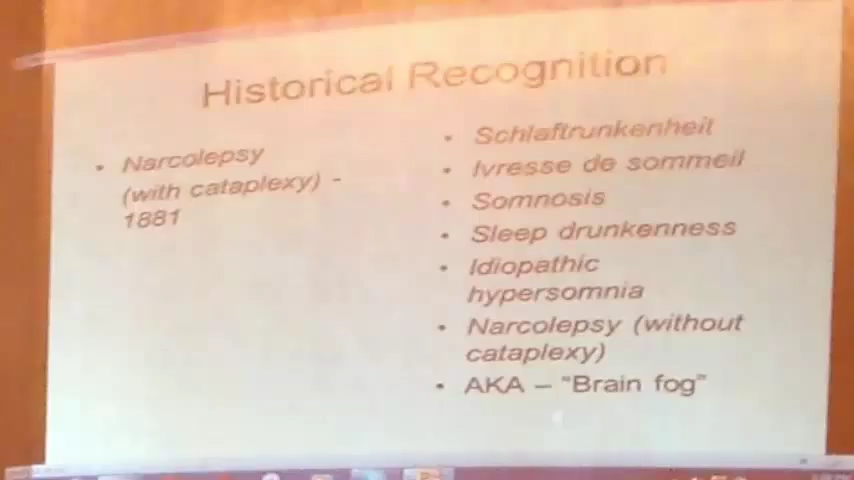 Historical Recognition
• Narcolepsy
(with cataplexy) -
1881
• Schlaftrunkenheit
• Ivresse de sommeil
• Somnosis
• Sleep drunkenness
• Idiopathic
hypersomnia
• Narcolepsy (without
cataplexy)
• AKA – “Brain fog”